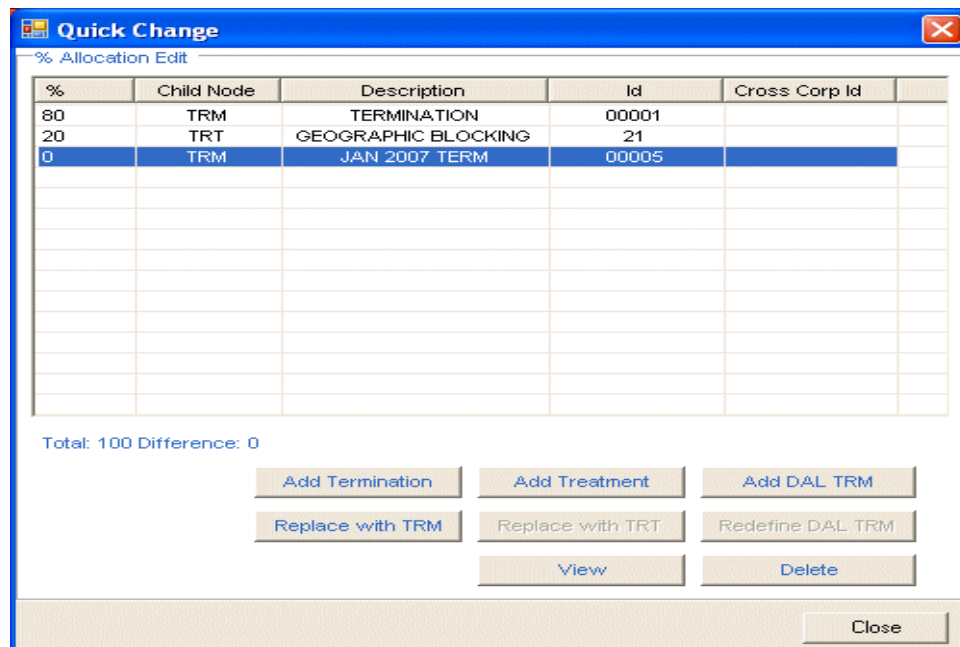 Quick Change
% Allocation Edit
% Child Node Description Id Cross Corp Id
80 TRM TERMINATION 00001
20 TRT GEOGRAPHIC BLOCKING 21
0 TRM JAN 2007 TERM 00005
Total: 100 Difference: 0
Add Termination Add Treatment Add DAL TRM
Replace with TRM Replace with TRT Redefine DAL TRM
View Delete
Close